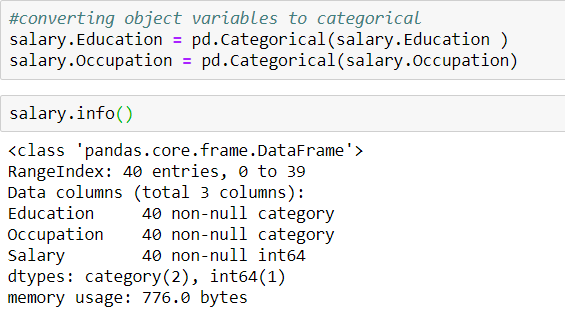 #converting object variables to categorical
salary.Education = pd.Categorical(salary.Education )
salary.Occupation = pd.Categorical(salary.Occupation)
salary.info()
<class 'pandas.core.frame.DataFrame'>
RangeIndex: 40 entries, 0 to 39
Data columns (total 3 columns):
Education     40 non-null category
Occupation    40 non-null category
Salary        40 non-null int64
dtypes: category(2), int64(1)
memory usage: 776.0 bytes